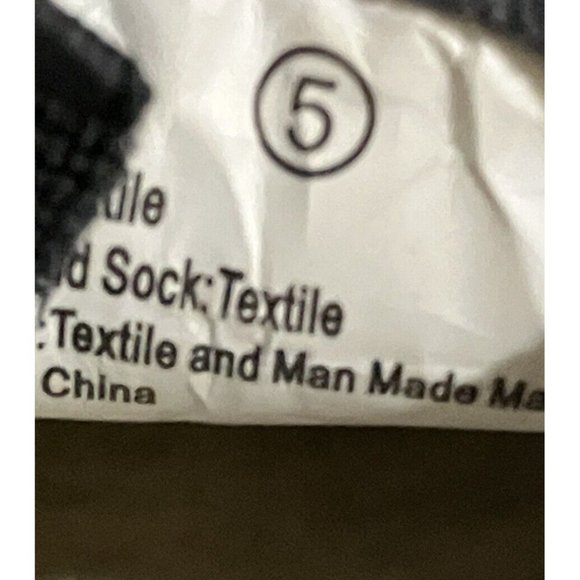 5
Sock:Textile
:Textile and Man Made
China